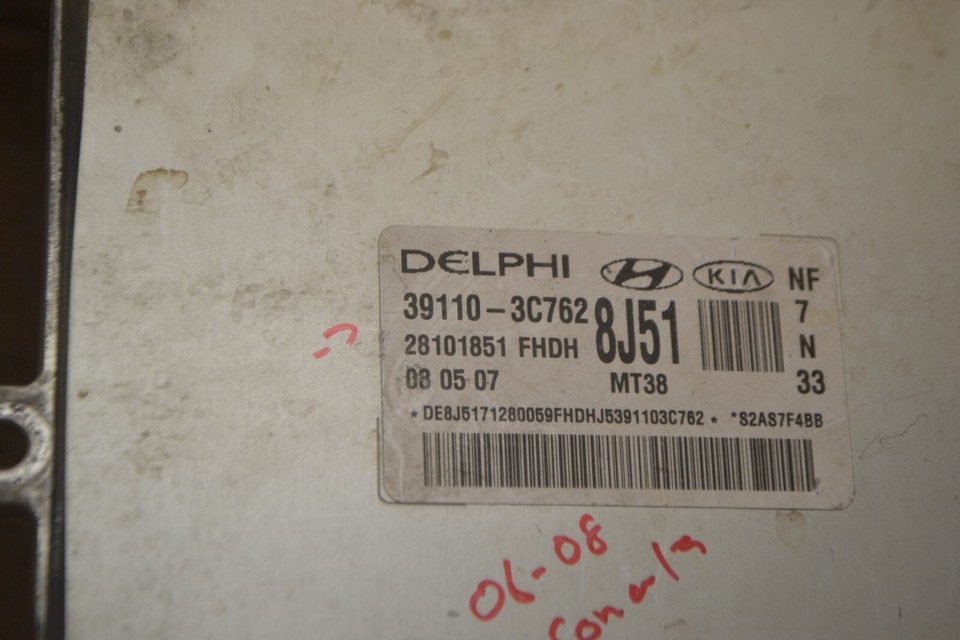 DELPHI KIA NF
39110-3C762 8J51 7
28101851 FHDH N
08 05 07 MT38 33
*DE8J5171280059FHDHJ5391103C762* *S2AS7F4BB
06-08